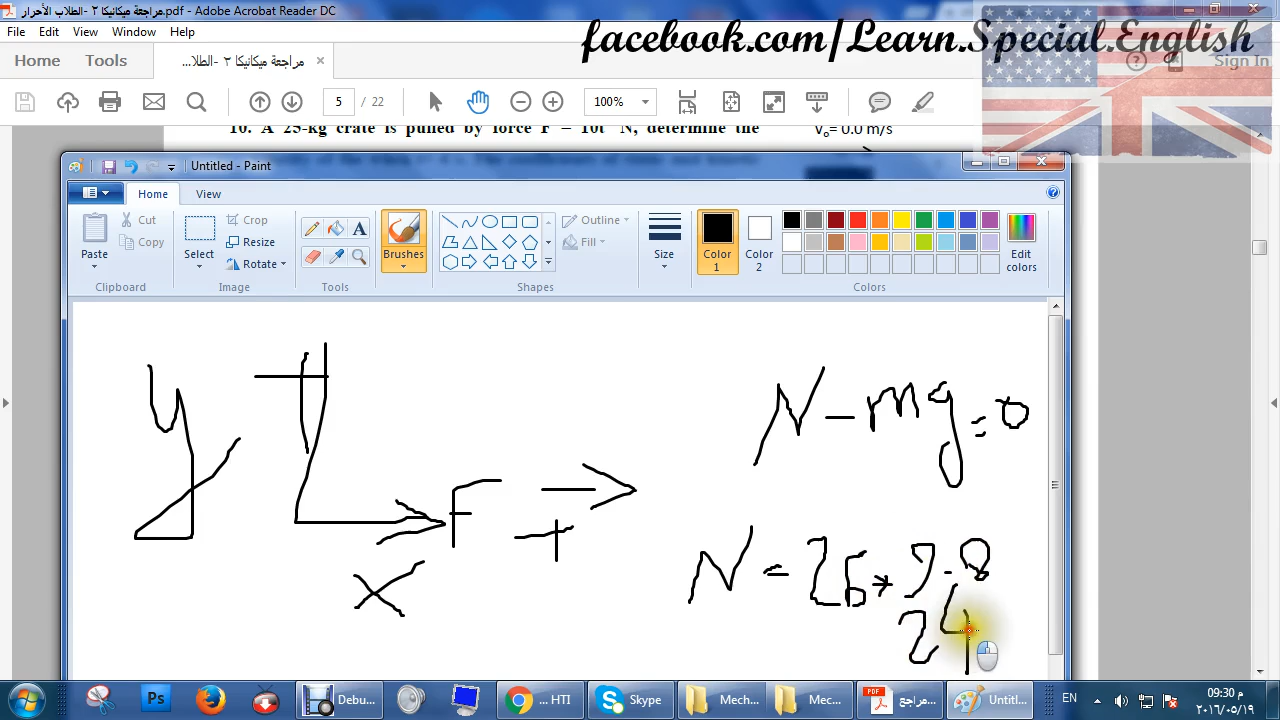 مراجعة ميكانيكا ٢ -الطلاب الأحرار.pdf - Adobe Acrobat Reader DC
facebook.com/Learn.Special.English
File Edit View Window Help
Home Tools مراجعة ميكانيكا ٢ -الطلا... × Sign In
5 / 22 100%
10. A 25-kg crate is pulled by force F = 10t N, determine the
Vo= 0.0 m/s
Untitled - Paint
Home View
Paste Cut Copy Select Crop Resize Rotate Brushes Outline Fill Size Color 1 Color 2 Edit colors
Clipboard Image Tools Shapes Colors
y
N - mg = 0
F
+
x
N = 25 * 9.8
24
Ps Debu... ... HTI Skype Mech... Mec... مراجع... Untitl... EN 09:30 م
٢٠١٦/٠٥/١٩